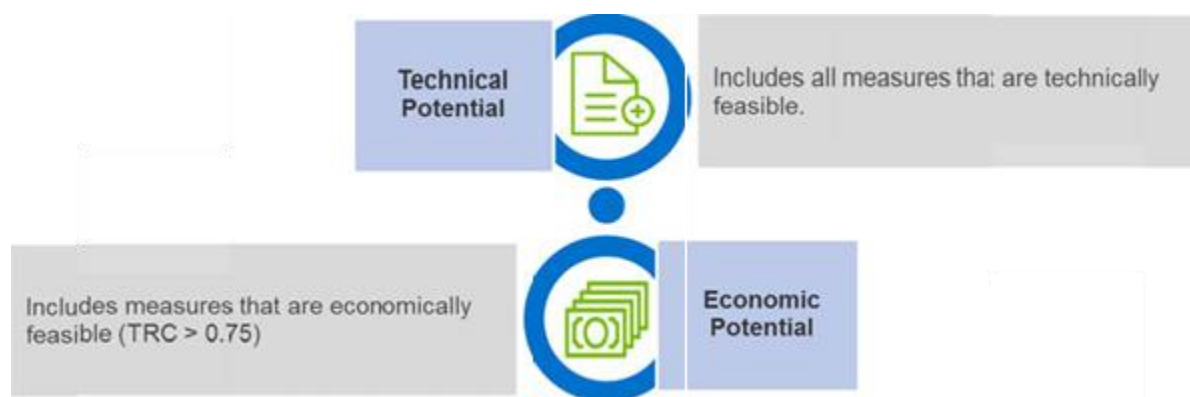 Technical
Potential
Includes all measures that are technically
feasible.
Includes measures that are economically
feasible (TRC > 0.75)
Economic
Potential